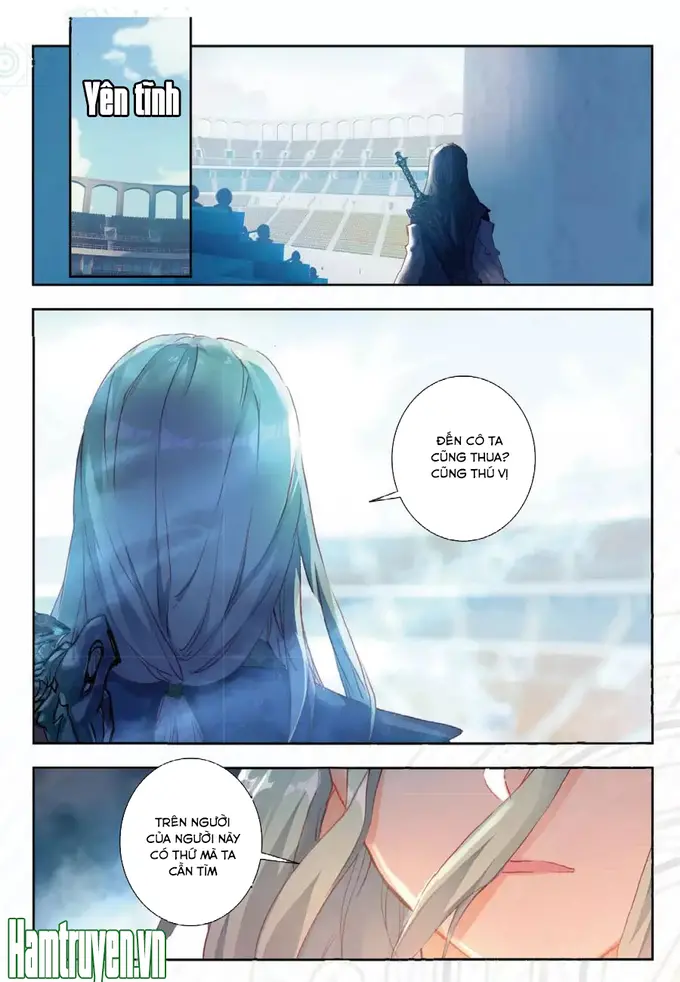 Yên tĩnh
ĐẾN CÔ TA
CŨNG THUA?
CŨNG THÚ VỊ
TRÊN NGƯỜI
CỦA NGƯỜI NÀY
CÓ THỨ MÀ TA
CẦN TÌM
Hamtruyen.vn